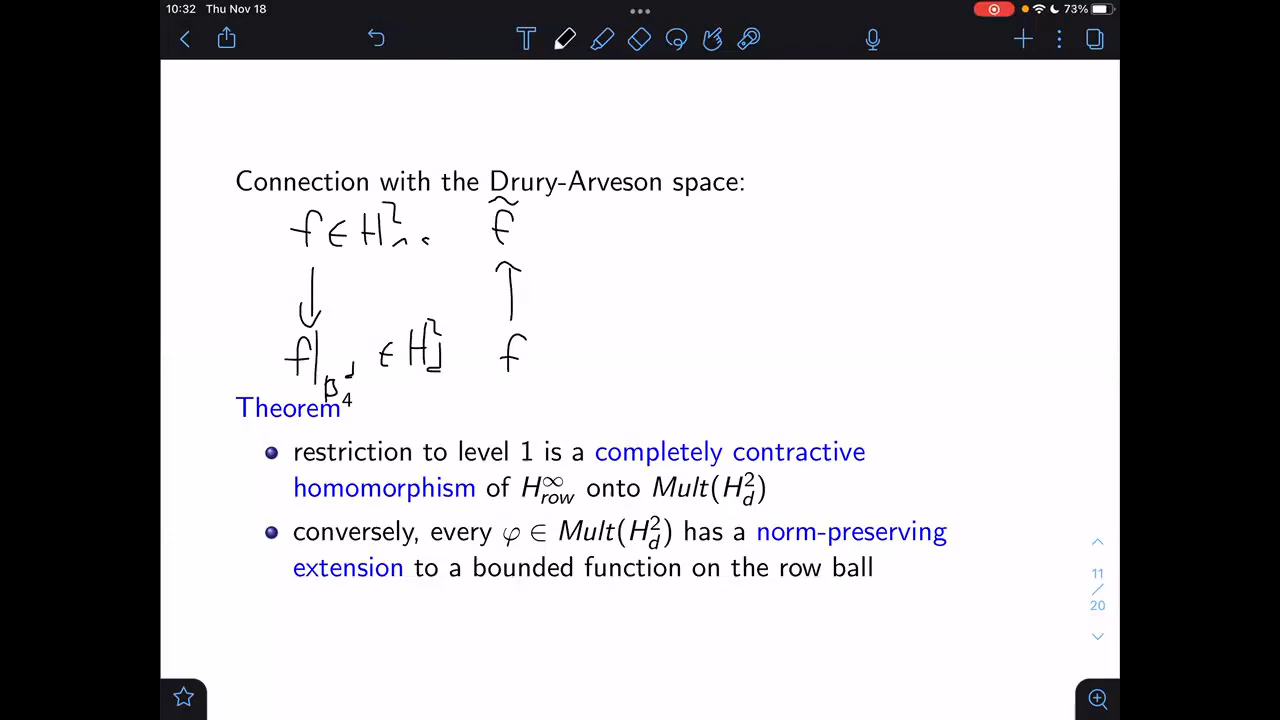 10:32 Thu Nov 18 73%
T
Connection with the Drury-Arveson space:
f ∈ H² f̃
f| ∈ H²d f
Theorem⁴
restriction to level 1 is a completely contractive
homomorphism of H∞row onto Mult(H²d)
conversely, every φ ∈ Mult(H²d) has a norm-preserving
extension to a bounded function on the row ball
11
/
20